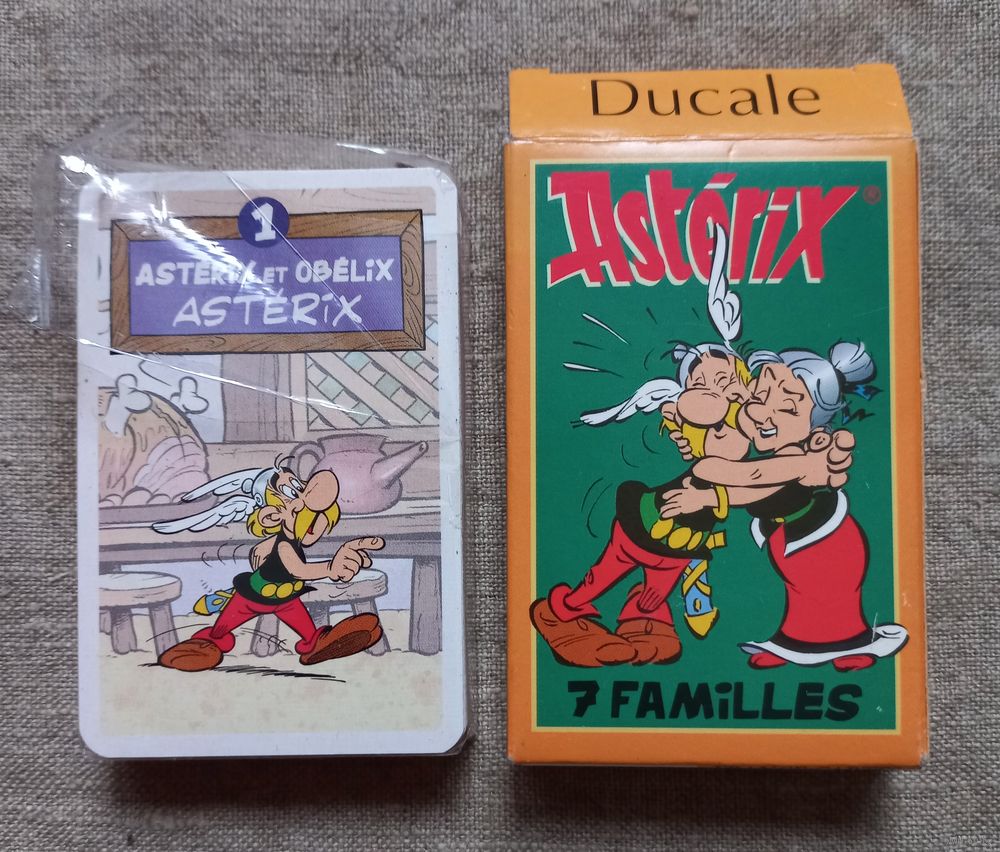 1
ASTÉRIX ET OBÉLIX
ASTÉRIX
Ducale
Astérix®
7 FAMILLES